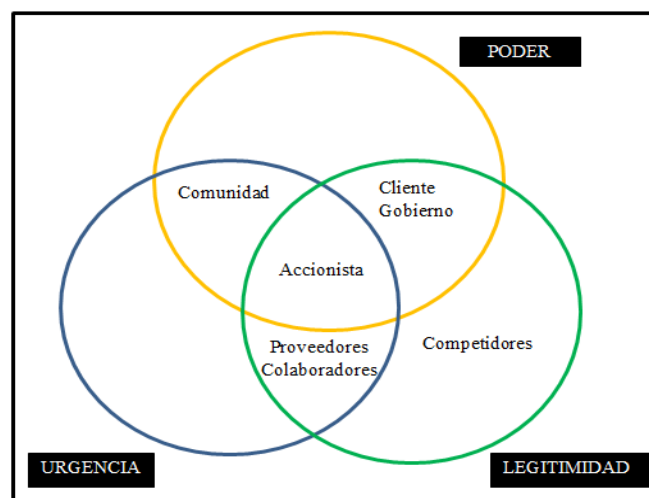 PODER
Comunidad
Cliente
Gobierno
Accionista
Proveedores
Colaboradores
Competidores
URGENCIA
LEGITIMIDAD